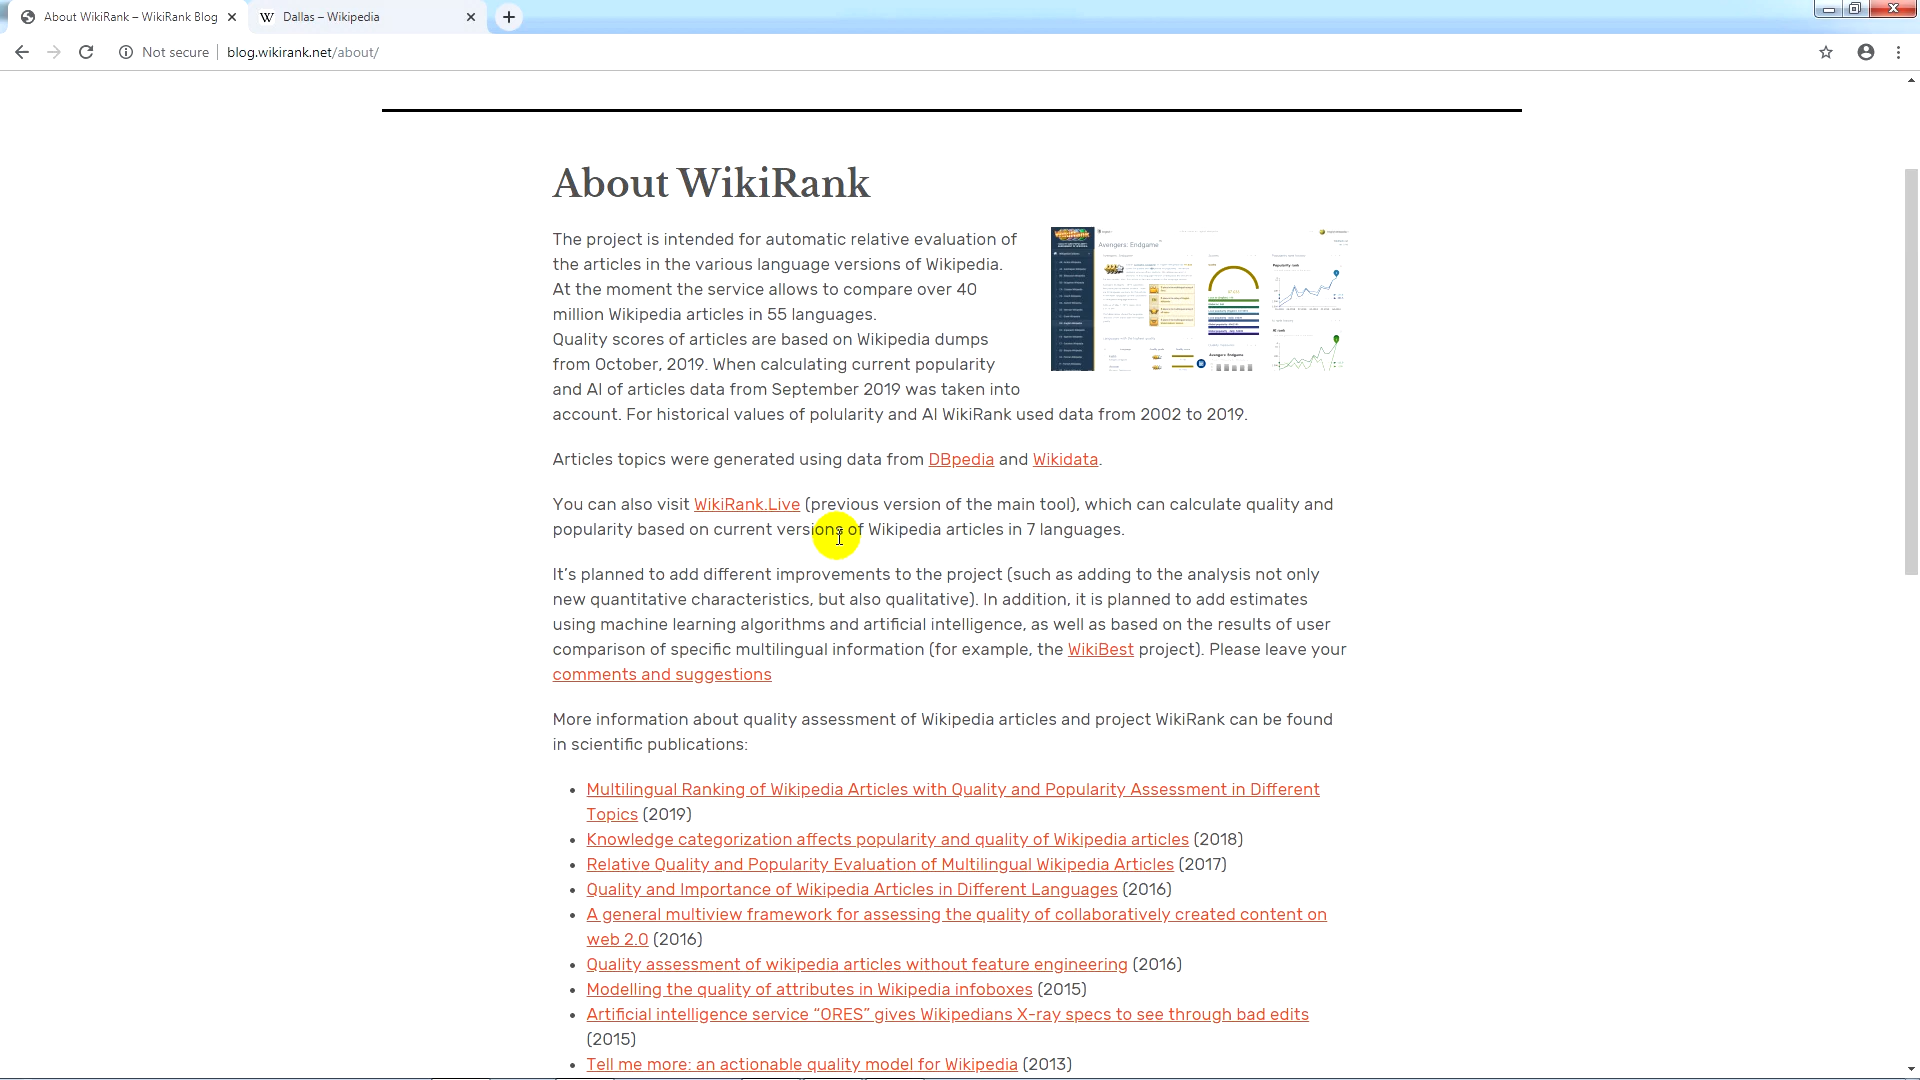 About WikiRank – WikiRank Blog
Dallas – Wikipedia
Not secure
blog.wikirank.net/about/
About WikiRank
The project is intended for automatic relative evaluation of
the articles in the various language versions of Wikipedia.
At the moment the service allows to compare over 40
million Wikipedia articles in 55 languages.
Quality scores of articles are based on Wikipedia dumps
from October, 2019. When calculating current popularity
and AI of articles data from September 2019 was taken into
account. For historical values of polularity and AI WikiRank used data from 2002 to 2019.
Avengers: Endgame
Popularity rank
AI rank
Avengers: Endgame
Articles topics were generated using data from DBpedia and Wikidata.
You can also visit WikiRank.Live (previous version of the main tool), which can calculate quality and
popularity based on current versions of Wikipedia articles in 7 languages.
It's planned to add different improvements to the project (such as adding to the analysis not only
new quantitative characteristics, but also qualitative). In addition, it is planned to add estimates
using machine learning algorithms and artificial intelligence, as well as based on the results of user
comparison of specific multilingual information (for example, the WikiBest project). Please leave your
comments and suggestions
More information about quality assessment of Wikipedia articles and project WikiRank can be found
in scientific publications:
• Multilingual Ranking of Wikipedia Articles with Quality and Popularity Assessment in Different
Topics (2019)
• Knowledge categorization affects popularity and quality of Wikipedia articles (2018)
• Relative Quality and Popularity Evaluation of Multilingual Wikipedia Articles (2017)
• Quality and Importance of Wikipedia Articles in Different Languages (2016)
• A general multiview framework for assessing the quality of collaboratively created content on
web 2.0 (2016)
• Quality assessment of wikipedia articles without feature engineering (2016)
• Modelling the quality of attributes in Wikipedia infoboxes (2015)
• Artificial intelligence service “ORES” gives Wikipedians X-ray specs to see through bad edits
(2015)
• Tell me more: an actionable quality model for Wikipedia (2013)